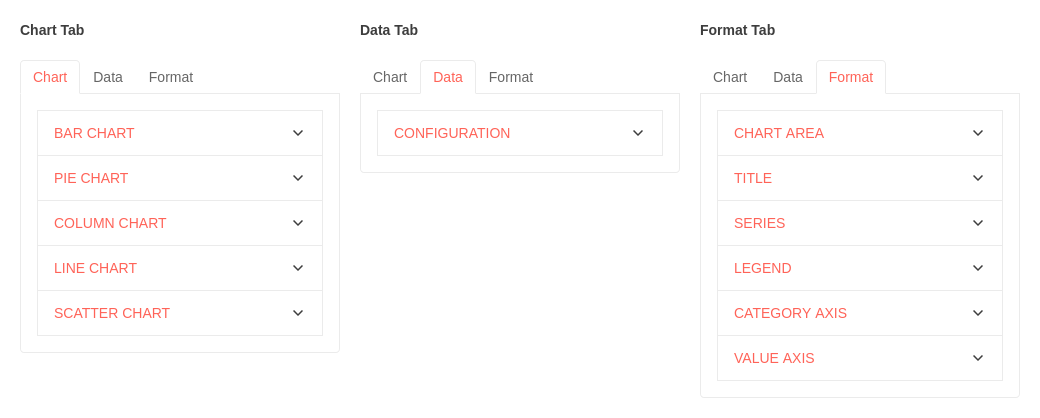 Chart Tab
Chart Data Format
BAR CHART
PIE CHART
COLUMN CHART
LINE CHART
SCATTER CHART
Data Tab
Chart Data Format
CONFIGURATION
Format Tab
Chart Data Format
CHART AREA
TITLE
SERIES
LEGEND
CATEGORY AXIS
VALUE AXIS